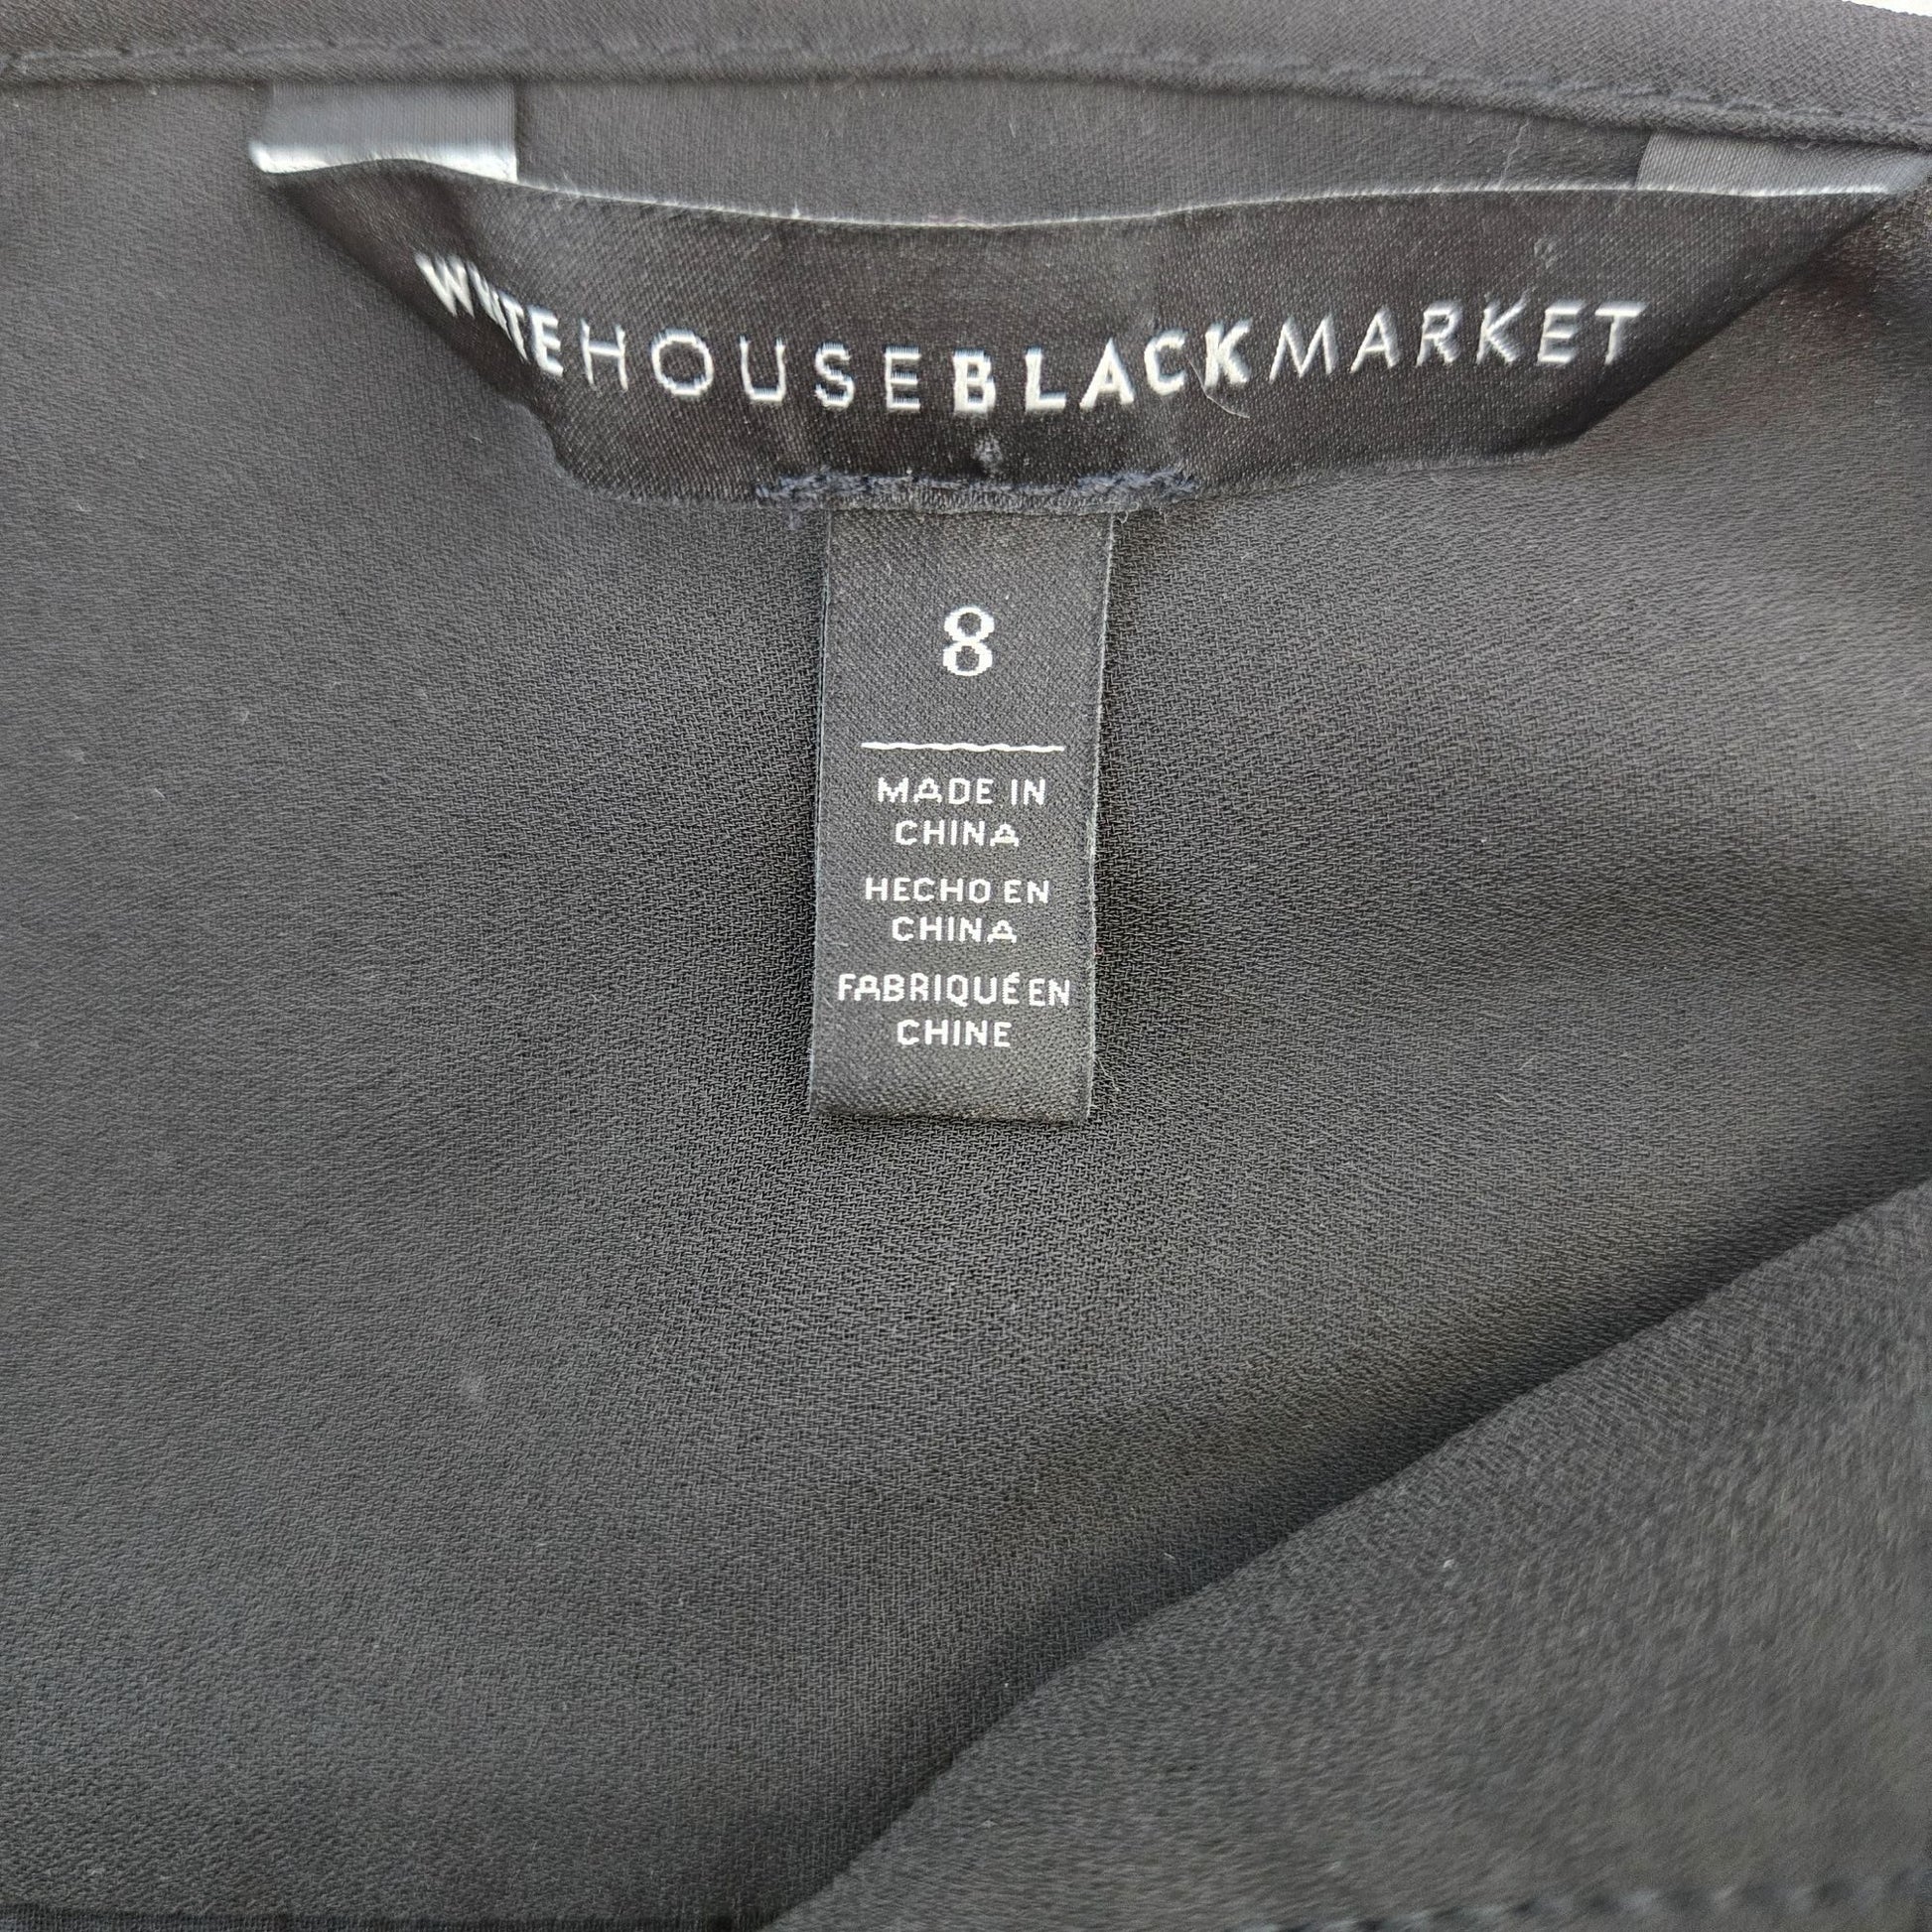 WHITEHOUSEBLACKMARKET
8
MADE IN
CHINA
HECHO EN
CHINA
FABRIQUÉ EN
CHINE